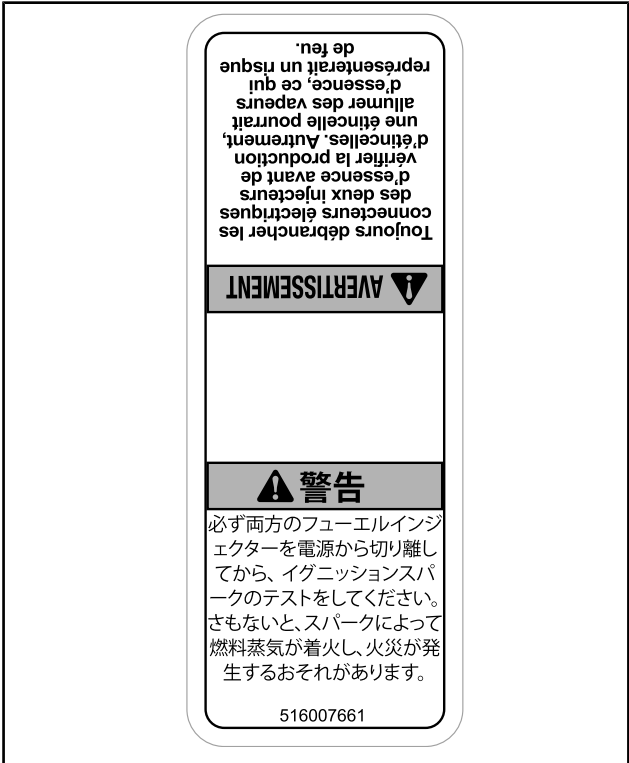 AVERTISSEMENT
Toujours débrancher les
connecteurs électriques
des deux injecteurs
d'essence avant de
vérifier la production
d'étincelles. Autrement,
une étincelle pourrait
allumer des vapeurs
d'essence, ce qui
représenterait un risque
de feu.
警告
必ず両方のフューエルインジ
ェクターを電源から切り離し
てから、イグニッションスパ
ークのテストをしてください。
さもないと、スパークによって
燃料蒸気が着火し、火災が発
生するおそれがあります。
516007661